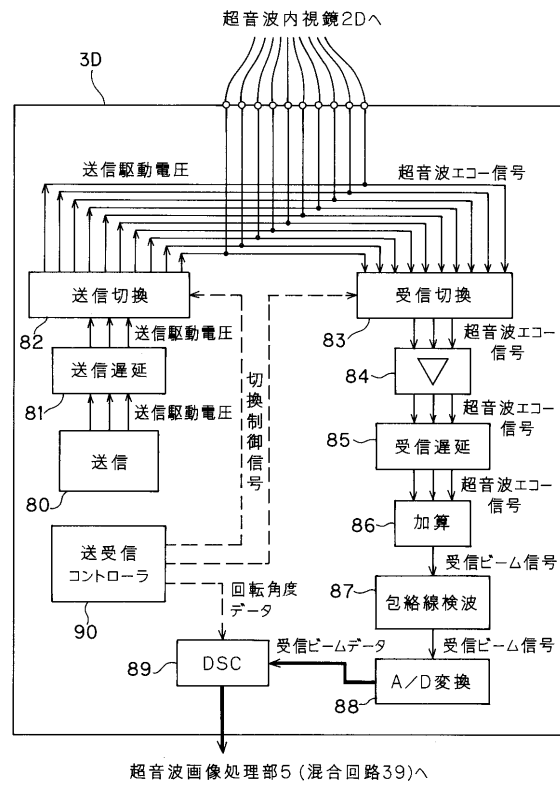 超音波内視鏡2Dへ
3D
送信駆動電圧
超音波エコー信号
送信切換
受信切換
82
83
送信駆動電圧
超音波エコー
信号
送信遅延
84
81
送信駆動電圧
超音波エコー
信号
85
受信遅延
送信
80
切換制御信号
超音波エコー
信号
86
加算
送受信
コントローラ
90
受信ビーム信号
回転角度
データ
87
包絡線検波
受信ビームデータ
受信ビーム信号
89
DSC
A/D変換
88
超音波画像処理部5(混合回路39)へ